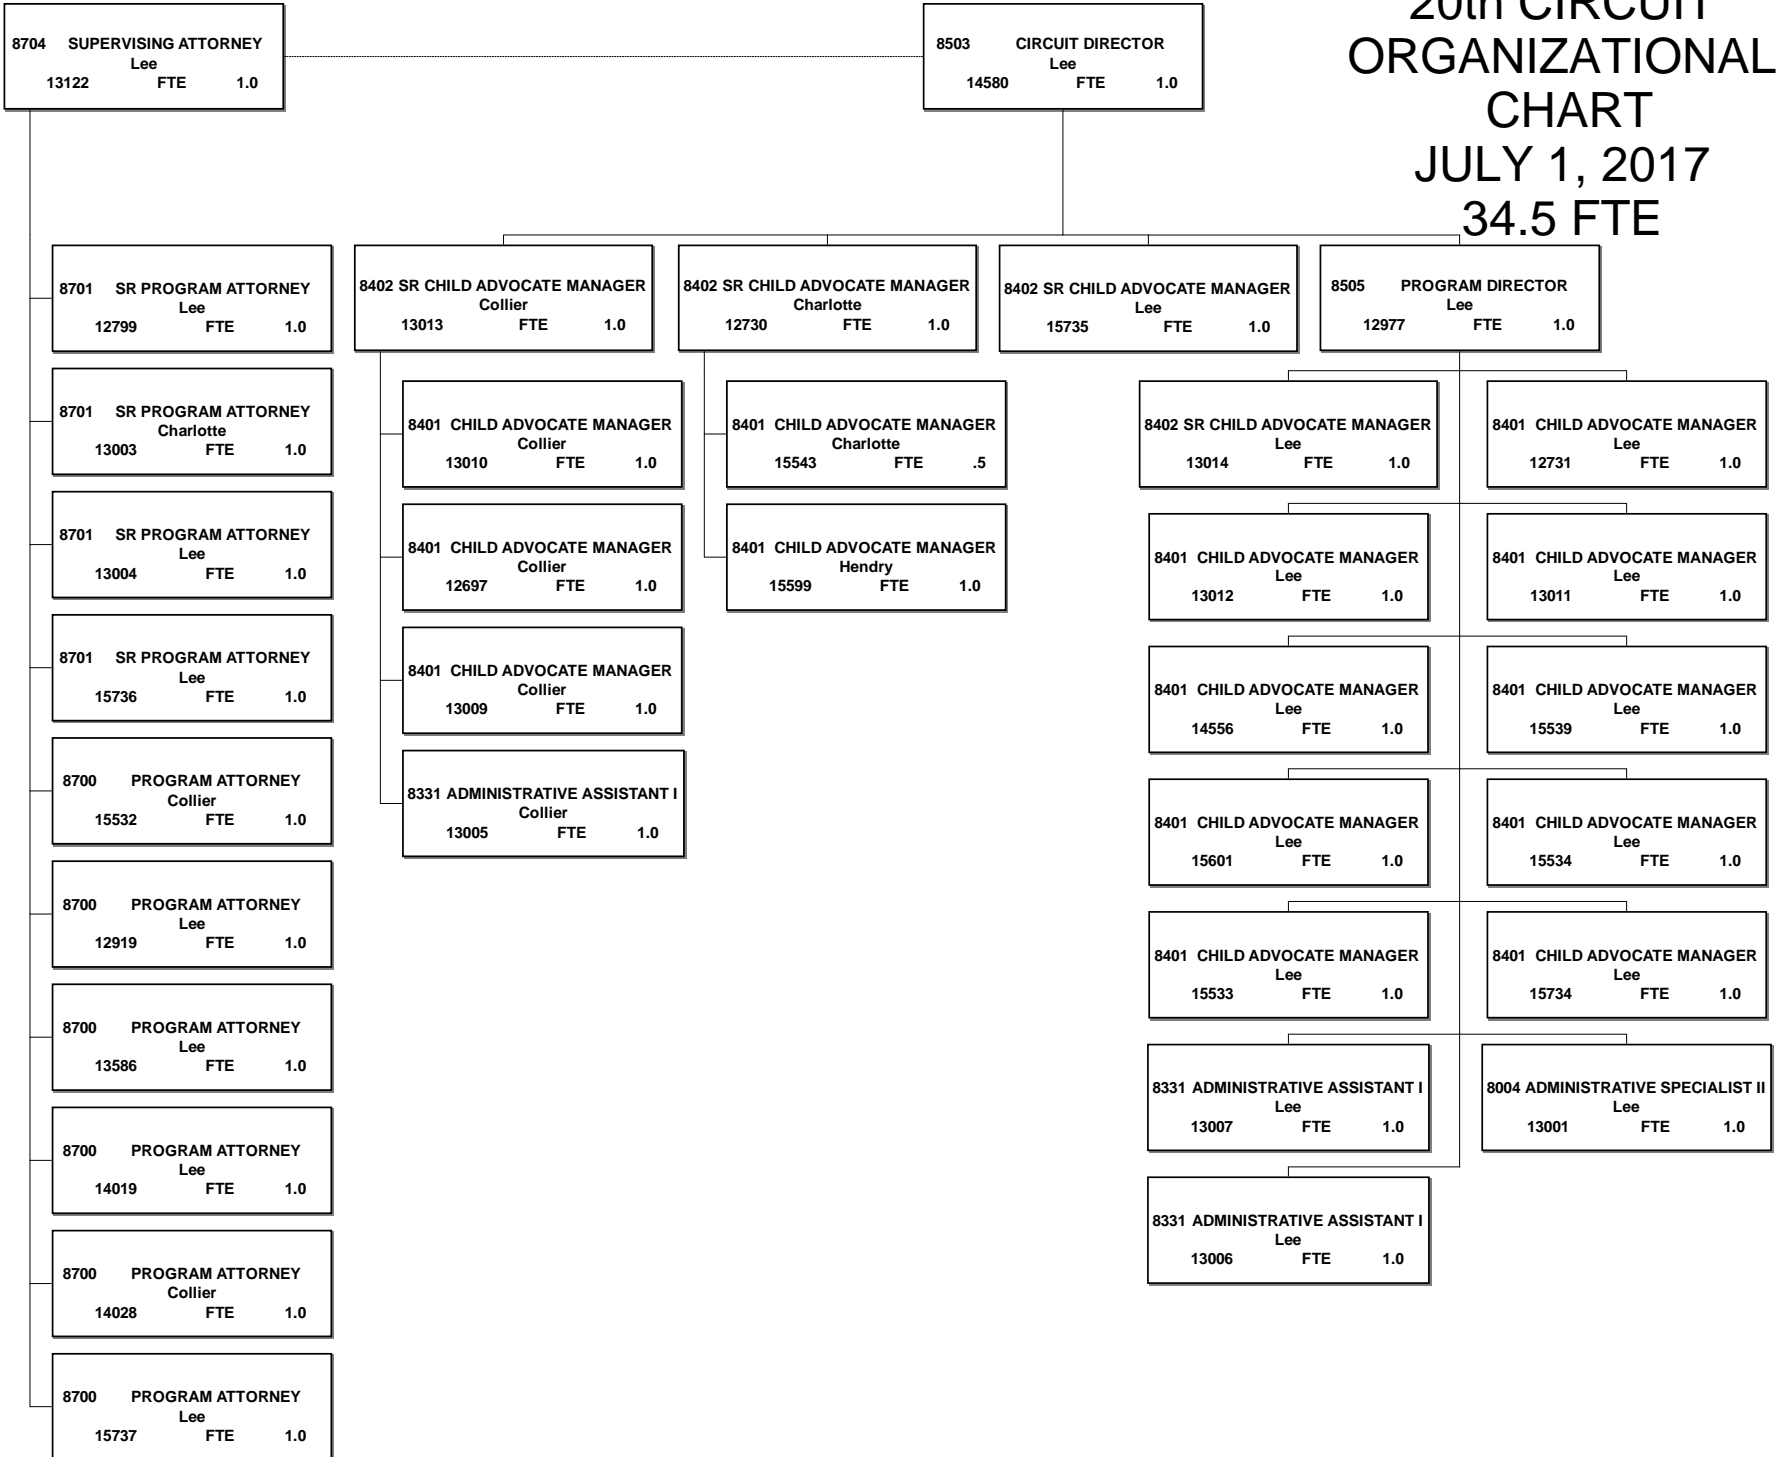 20th CIRCUIT
ORGANIZATIONAL
CHART
JULY 1, 2017
34.5 FTE
8704 SUPERVISING ATTORNEY
Lee
13122 FTE 1.0
8503 CIRCUIT DIRECTOR
Lee
14580 FTE 1.0
8701 SR PROGRAM ATTORNEY
Lee
12799 FTE 1.0
8701 SR PROGRAM ATTORNEY
Charlotte
13003 FTE 1.0
8701 SR PROGRAM ATTORNEY
Lee
13004 FTE 1.0
8701 SR PROGRAM ATTORNEY
Lee
15736 FTE 1.0
8700 PROGRAM ATTORNEY
Collier
15532 FTE 1.0
8700 PROGRAM ATTORNEY
Lee
12919 FTE 1.0
8700 PROGRAM ATTORNEY
Lee
13586 FTE 1.0
8700 PROGRAM ATTORNEY
Lee
14019 FTE 1.0
8700 PROGRAM ATTORNEY
Collier
14028 FTE 1.0
8700 PROGRAM ATTORNEY
Lee
15737 FTE 1.0
8402 SR CHILD ADVOCATE MANAGER
Collier
13013 FTE 1.0
8401 CHILD ADVOCATE MANAGER
Collier
13010 FTE 1.0
8401 CHILD ADVOCATE MANAGER
Collier
12697 FTE 1.0
8401 CHILD ADVOCATE MANAGER
Collier
13009 FTE 1.0
8331 ADMINISTRATIVE ASSISTANT I
Collier
13005 FTE 1.0
8402 SR CHILD ADVOCATE MANAGER
Charlotte
12730 FTE 1.0
8401 CHILD ADVOCATE MANAGER
Charlotte
15543 FTE .5
8401 CHILD ADVOCATE MANAGER
Hendry
15599 FTE 1.0
8402 SR CHILD ADVOCATE MANAGER
Lee
15735 FTE 1.0
8505 PROGRAM DIRECTOR
Lee
12977 FTE 1.0
8402 SR CHILD ADVOCATE MANAGER
Lee
13014 FTE 1.0
8401 CHILD ADVOCATE MANAGER
Lee
12731 FTE 1.0
8401 CHILD ADVOCATE MANAGER
Lee
13012 FTE 1.0
8401 CHILD ADVOCATE MANAGER
Lee
13011 FTE 1.0
8401 CHILD ADVOCATE MANAGER
Lee
14556 FTE 1.0
8401 CHILD ADVOCATE MANAGER
Lee
15539 FTE 1.0
8401 CHILD ADVOCATE MANAGER
Lee
15601 FTE 1.0
8401 CHILD ADVOCATE MANAGER
Lee
15534 FTE 1.0
8401 CHILD ADVOCATE MANAGER
Lee
15533 FTE 1.0
8401 CHILD ADVOCATE MANAGER
Lee
15734 FTE 1.0
8331 ADMINISTRATIVE ASSISTANT I
Lee
13007 FTE 1.0
8004 ADMINISTRATIVE SPECIALIST II
Lee
13001 FTE 1.0
8331 ADMINISTRATIVE ASSISTANT I
Lee
13006 FTE 1.0